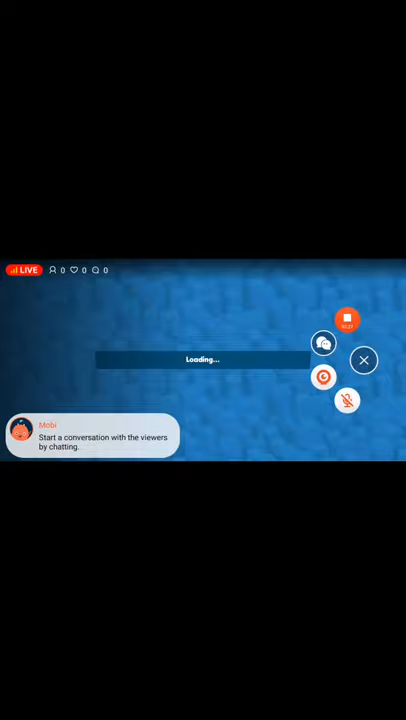 LIVE 0 0 0
Loading...
Mobi
Start a conversation with the viewers
by chatting.